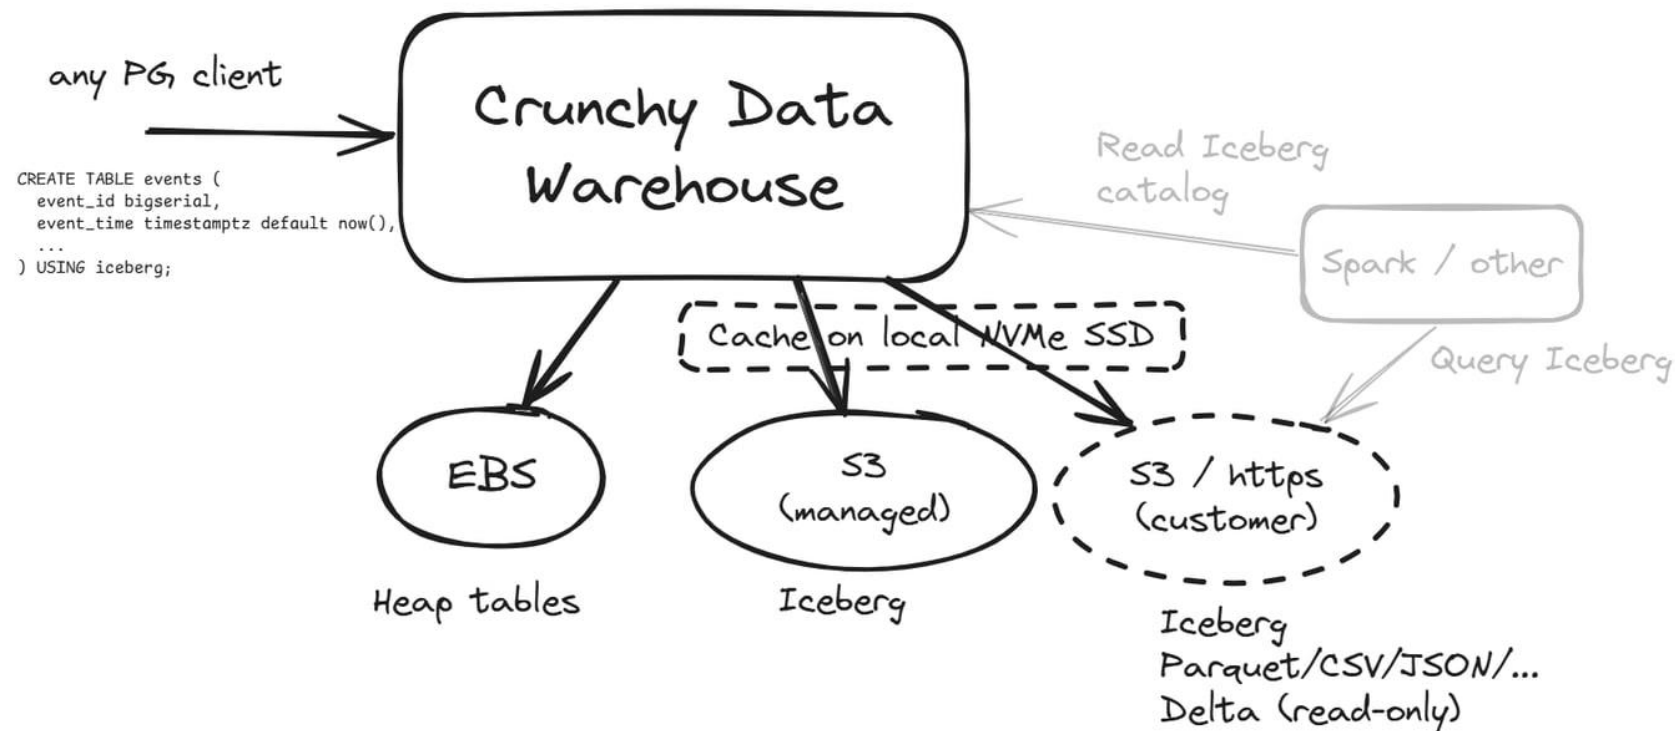 any PG client
CREATE TABLE events (
event_id bigserial,
event_time timestamptz default now(),
...
) USING iceberg;
Crunchy Data
Warehouse
Read Iceberg
catalog
Spark / other
Query Iceberg
Cache on local NVMe SSD
EBS
Heap tables
S3
(managed)
Iceberg
S3 / https
(customer)
Iceberg
Parquet/CSV/JSON/...
Delta (read-only)